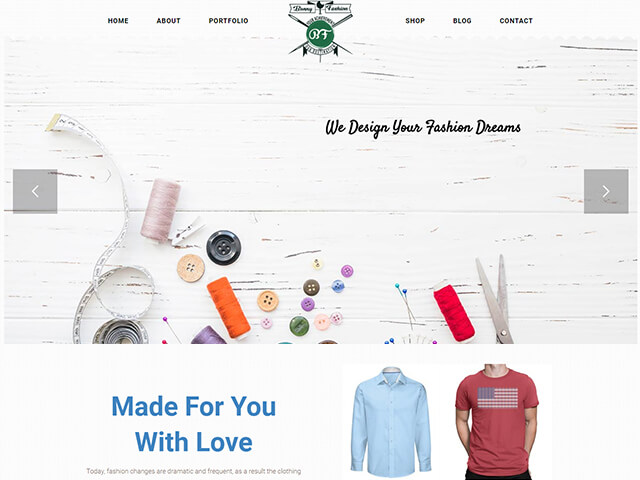 HOME
ABOUT
PORTFOLIO
Bonny Fashion
BF
SHOP
BLOG
CONTACT
We Design Your Fashion Dreams
Made For You
With Love
Today, fashion changes are dramatic and frequent, as a result the clothing